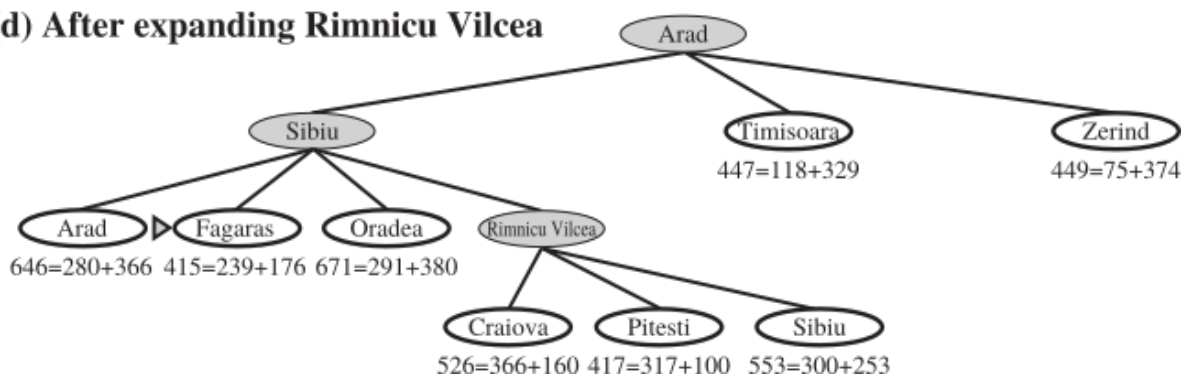 d) After expanding Rimnicu Vilcea
Arad
Sibiu
Timisoara
Zerind
447=118+329
449=75+374
Arad
Fagaras
Oradea
Rimnicu Vilcea
646=280+366
415=239+176
671=291+380
Craiova
Pitesti
Sibiu
526=366+160
417=317+100
553=300+253